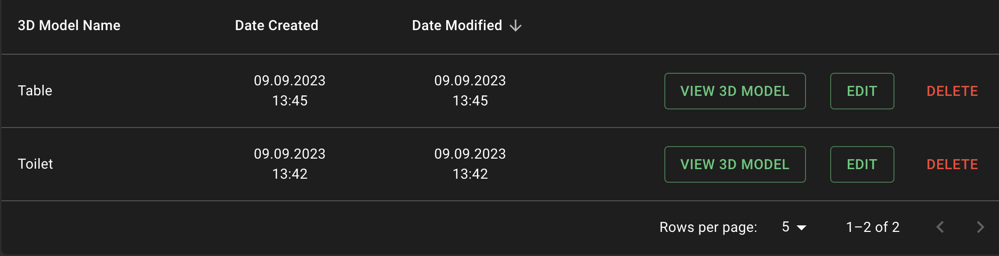 3D Model Name Date Created Date Modified
Table 09.09.2023 13:45 09.09.2023 13:45 VIEW 3D MODEL EDIT DELETE
Toilet 09.09.2023 13:42 09.09.2023 13:42 VIEW 3D MODEL EDIT DELETE
Rows per page: 5 1–2 of 2